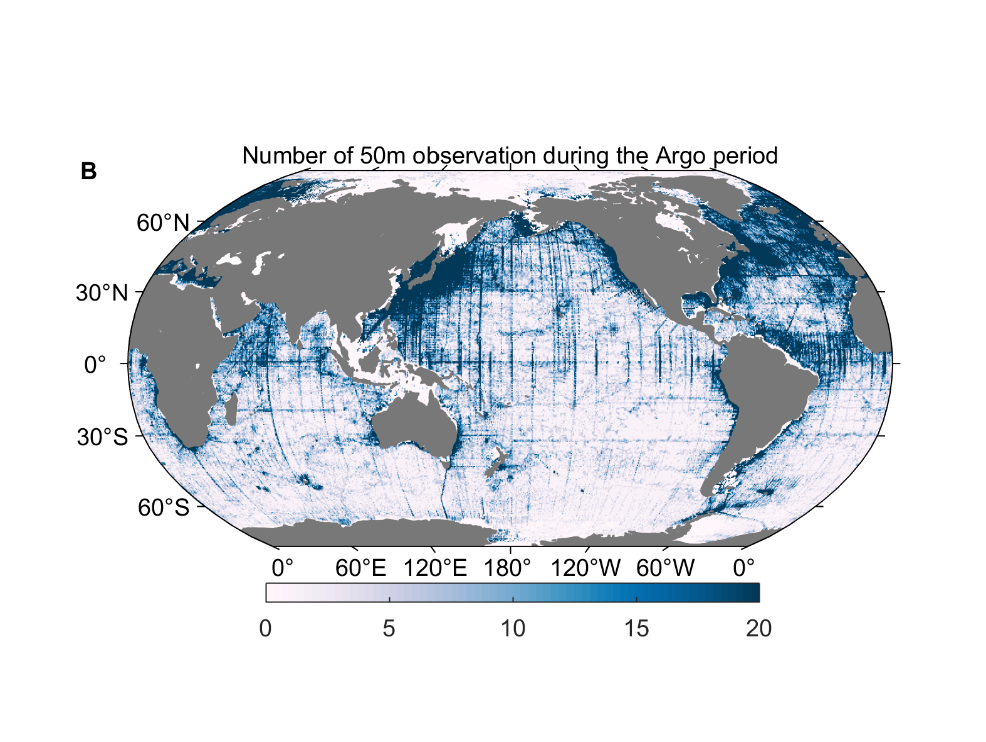 B
Number of 50m observation during the Argo period
60°N
30°N
0°
30°S
60°S
0° 60°E 120°E 180° 120°W 60°W 0°
0 5 10 15 20